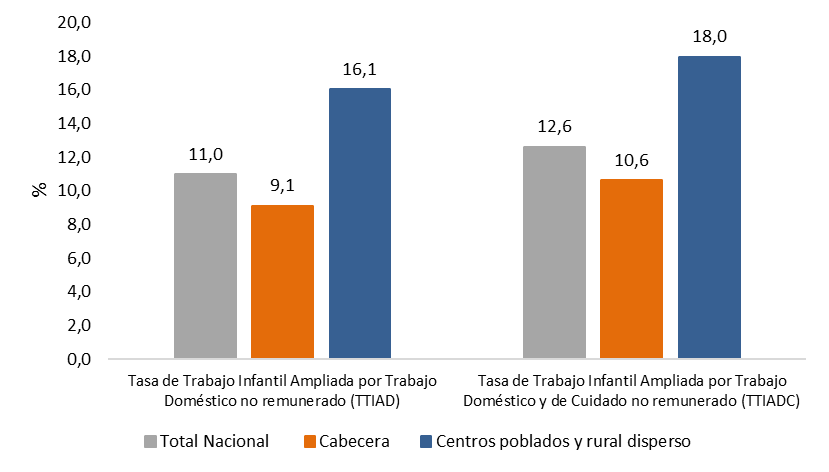 20,0
18,0
16,0
14,0
12,0
10,0
8,0
6,0
4,0
2,0
0,0
%
11,0
9,1
16,1
12,6
10,6
18,0
Tasa de Trabajo Infantil Ampliada por Trabajo
Doméstico no remunerado (TTIAD)
Tasa de Trabajo Infantil Ampliada por Trabajo
Doméstico y de Cuidado no remunerado (TTIADC)
Total Nacional
Cabecera
Centros poblados y rural disperso